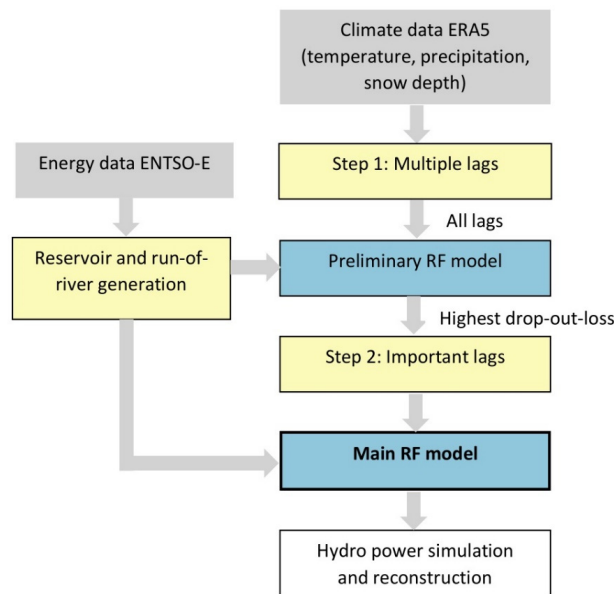 Climate data ERA5
(temperature, precipitation,
snow depth)
Energy data ENTSO-E
Step 1: Multiple lags
All lags
Reservoir and run-of-
river generation
Preliminary RF model
Highest drop-out-loss
Step 2: Important lags
Main RF model
Hydro power simulation
and reconstruction